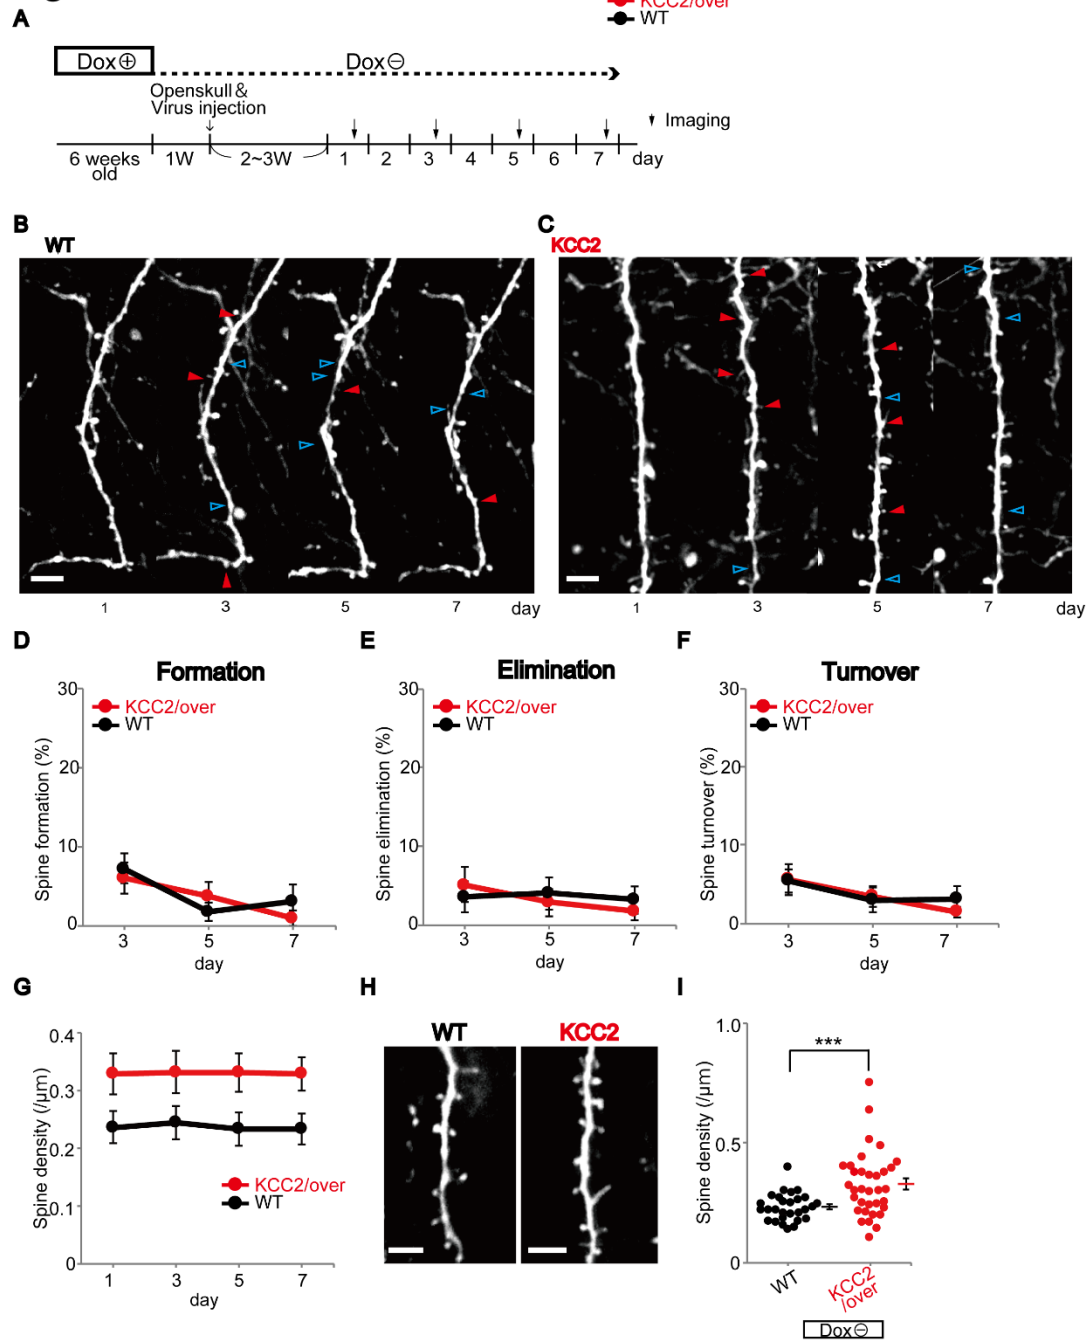 KCC2/over
WT
A
Dox⊕
Dox⊖
Openskull &
Virus injection
Imaging
6 weeks
old
1W
2~3W
1
2
3
4
5
6
7
day
B
WT
C
KCC2
1
3
5
7
day
1
3
5
7
day
D
Formation
30
20
10
0
Spine formation (%)
KCC2/over
WT
3
5
7
day
E
Elimination
30
20
10
0
Spine elimination (%)
KCC2/over
WT
3
5
7
day
F
Turnover
30
20
10
0
Spine turnover (%)
KCC2/over
WT
3
5
7
day
G
0.4
0.3
0.2
0.1
0
Spine density (/μm)
KCC2/over
WT
1
3
5
7
day
H
WT
KCC2
I
1.0
0.5
0
Spine density (/μm)
***
WT
KCC2
/over
Dox⊖